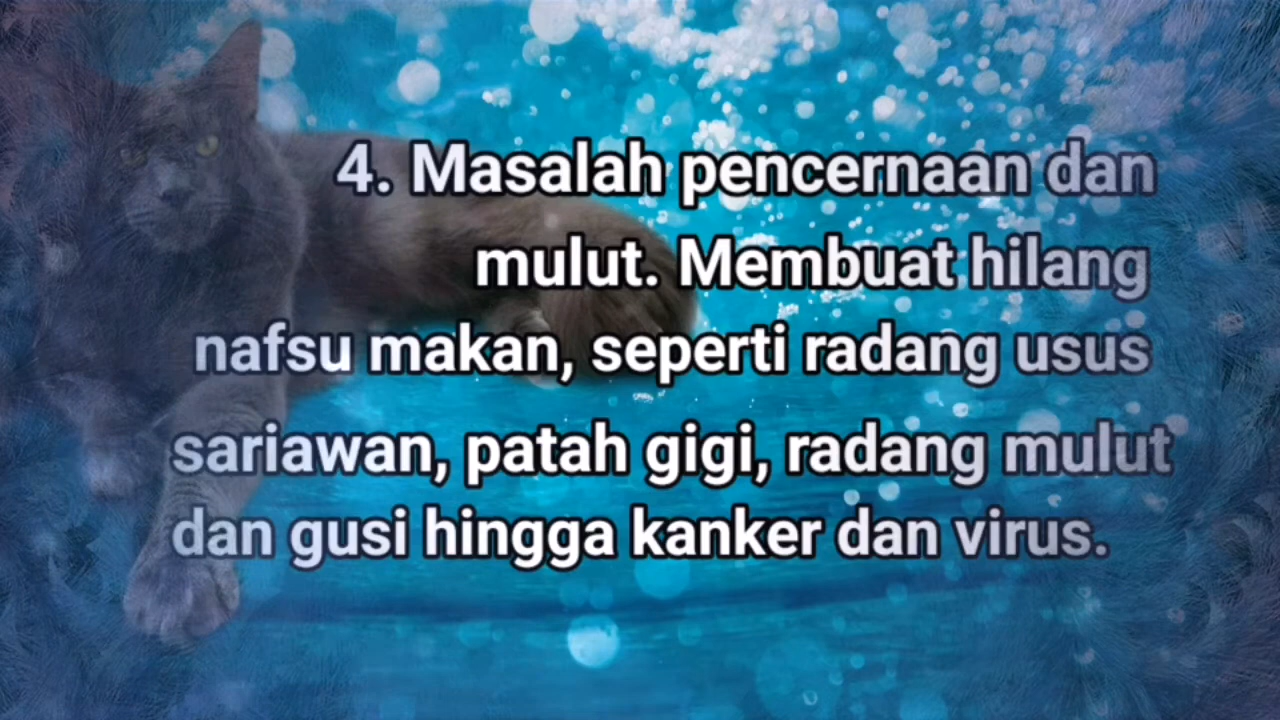 4. Masalah pencernaan dan
mulut. Membuat hilang
nafsu makan, seperti radang usus
sariawan, patah gigi, radang mulut
dan gusi hingga kanker dan virus.